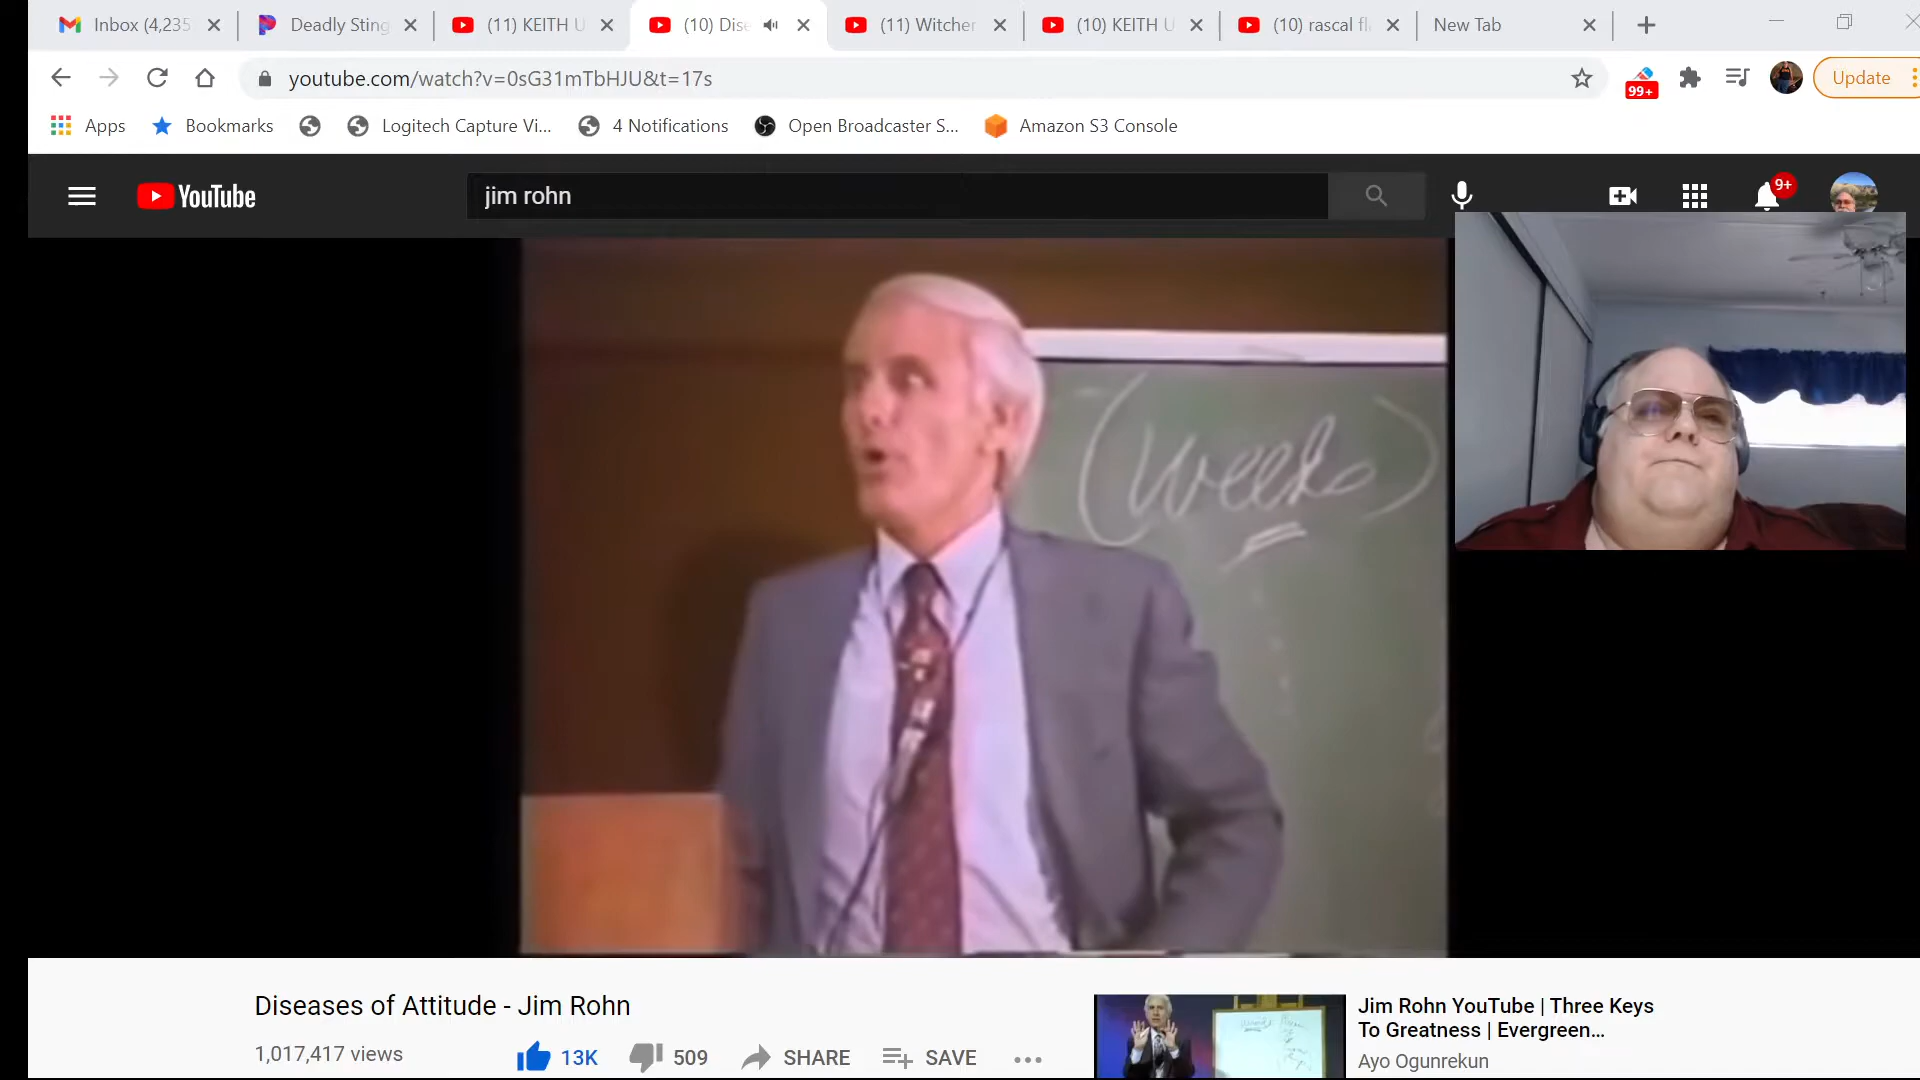 Inbox (4,235
Deadly Sting
(11) KEITH U
(10) Dise
(11) Witcher
(10) KEITH U
(10) rascal fl
New Tab
youtube.com/watch?v=0sG31mTbHJU&t=17s
99+
Update
Apps
Bookmarks
Logitech Capture Vi...
4 Notifications
Open Broadcaster S...
Amazon S3 Console
YouTube
jim rohn
9+
(Weeks)
Diseases of Attitude - Jim Rohn
1,017,417 views
13K
509
SHARE
SAVE
Jim Rohn YouTube | Three Keys
To Greatness | Evergreen...
Ayo Ogunrekun